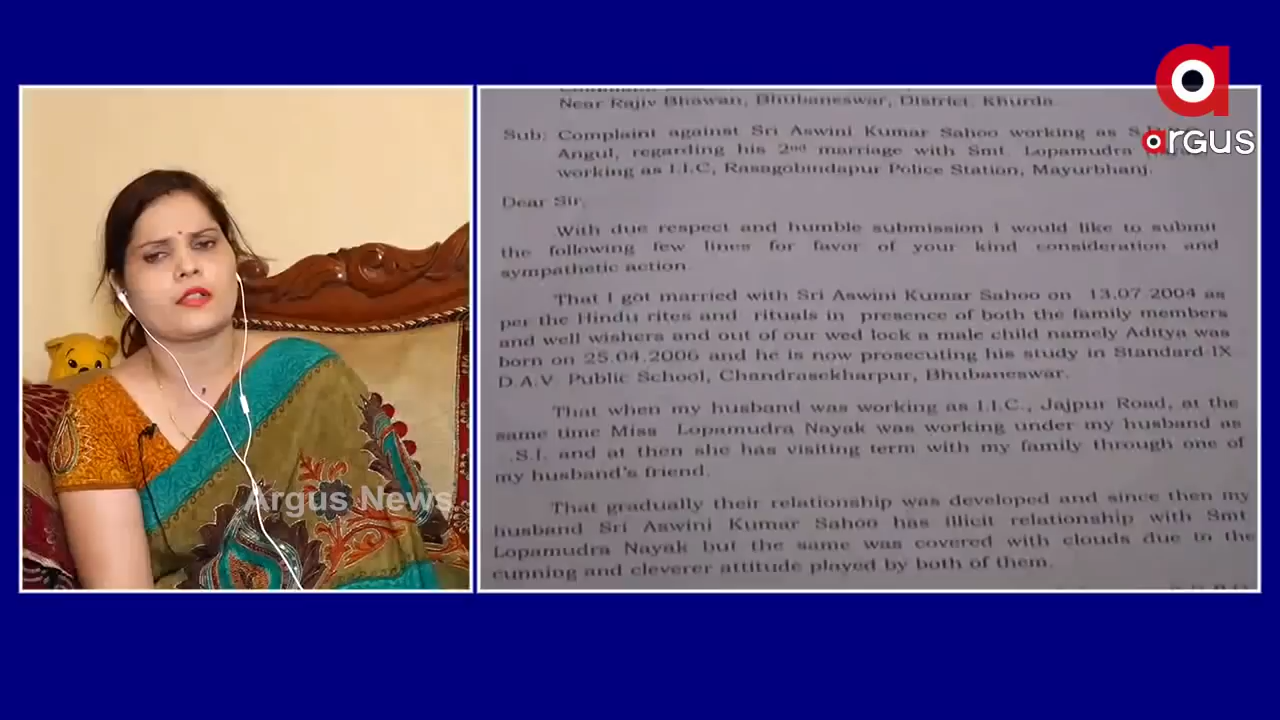 argus
Near Rajiv Bhawan, Bhubaneswar, District. Khurda.
Sub; Complaint against Sri Aswini Kumar Sahoo working as
Angul, regarding his 2nd marriage with Smt. Lopamudra
working as I.I.C, Rasagobindapur Police Station, Mayurbhanj.
Dear Sir,
With due respect and humble submission I would like to submit
the following few lines for favor of your kind consideration and
sympathetic action.
That I got married with Sri Aswini Kumar Sahoo on 13.07 2004 as
per the Hindu rites and rituals in presence of both the family members
and well wishers and out of our wed lock a male child namely Aditya was
born on 25.04.2006 and he is now prosecuting his study in Standard IX
D.A.V Public School, Chandrasekharpur, Bhubaneswar.
That when my husband was working as I.I.C., Jajpur Road, at the
same time Miss Lopamudra Nayak was working under my husband as
.S.I. and at then she has visiting term with my family through one of
my husband's friend.
That gradually their relationship was developed and since then my
husband Sri Aswini Kumar Sahoo has illicit relationship with Smt
Lopamudra Nayak but the same was covered with clouds due to the
cunning and cleverer attitude played by both of them.
Argus News